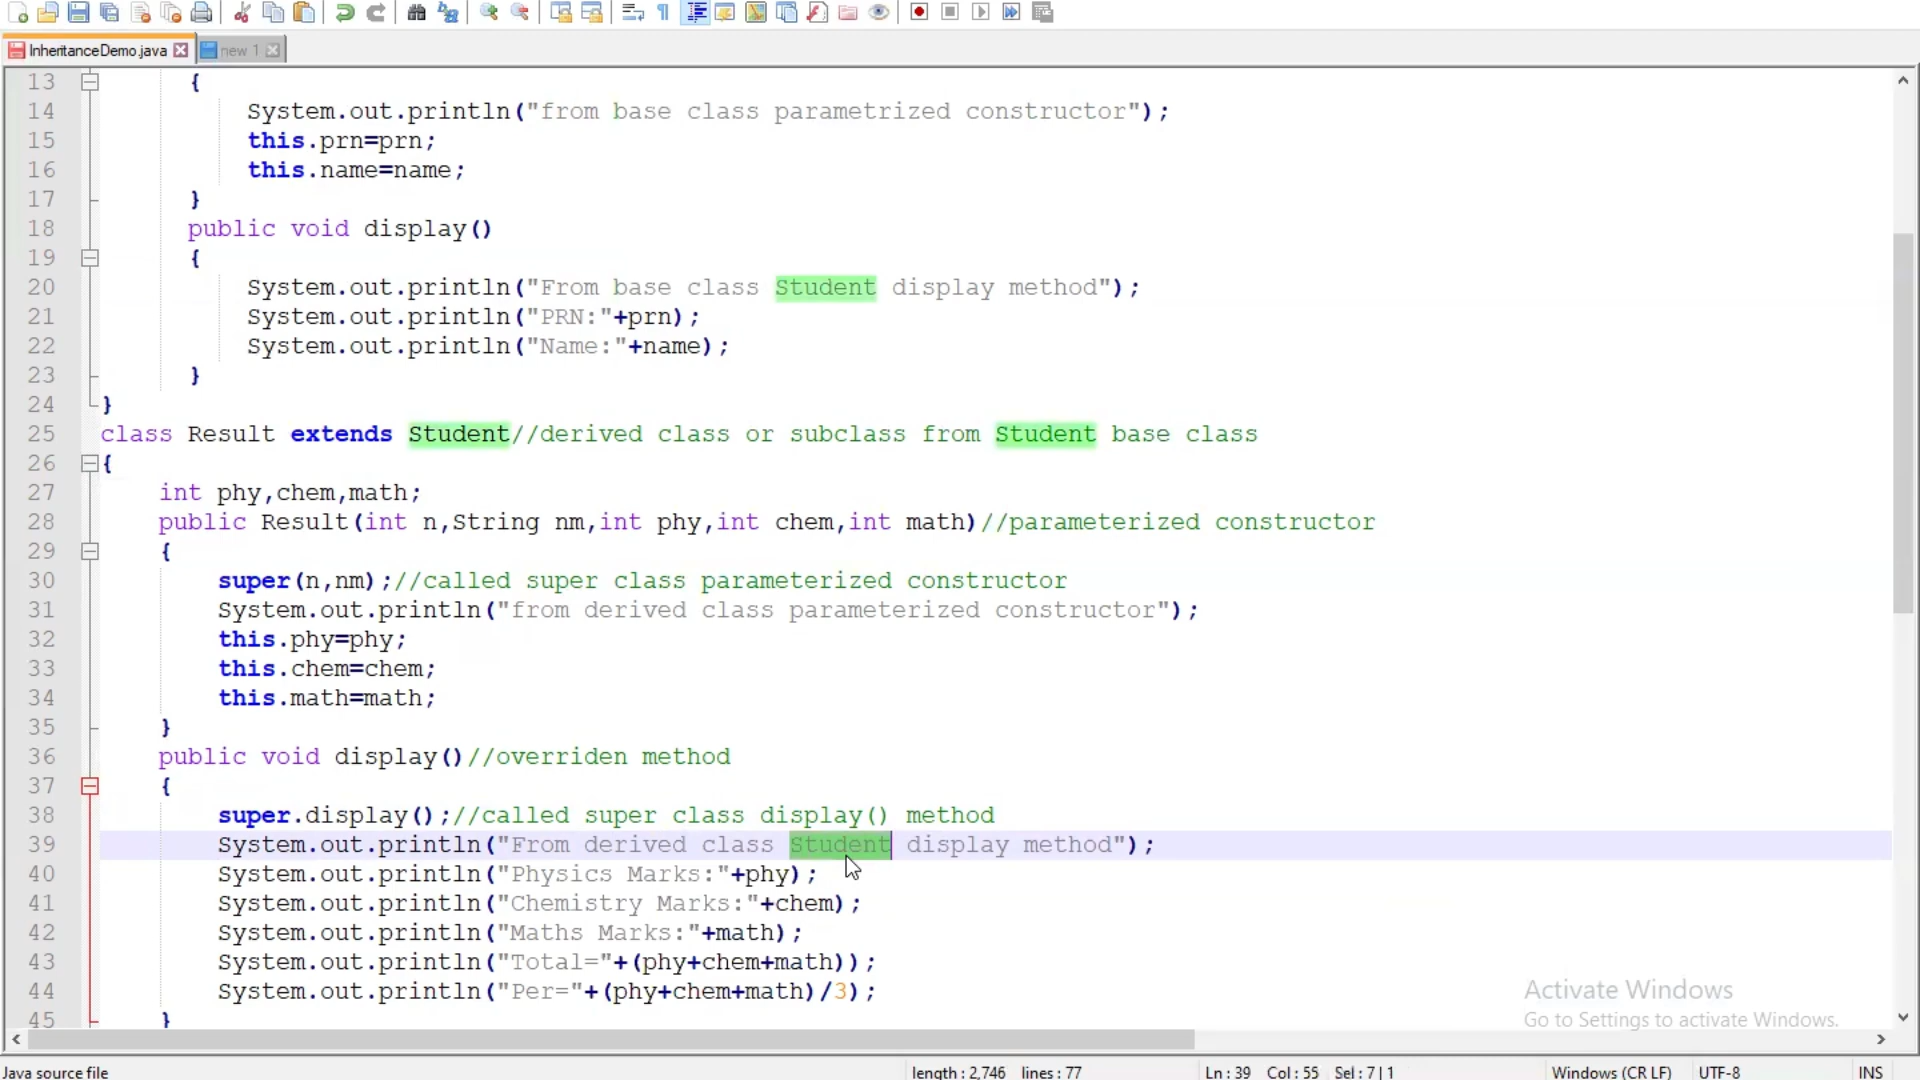 InheritanceDemo.java
new 1
13 {
14 System.out.println("from base class parametrized constructor");
15 this.prn=prn;
16 this.name=name;
17 }
18 public void display()
19 {
20 System.out.println("From base class Student display method");
21 System.out.println("PRN:"+prn);
22 System.out.println("Name:"+name);
23 }
24 }
25 class Result extends Student//derived class or subclass from Student base class
26 {
27 int phy,chem,math;
28 public Result(int n,String nm,int phy,int chem,int math)//parameterized constructor
29 {
30 super(n,nm);//called super class parameterized constructor
31 System.out.println("from derived class parameterized constructor");
32 this.phy=phy;
33 this.chem=chem;
34 this.math=math;
35 }
36 public void display()//overriden method
37 {
38 super.display();//called super class display() method
39 System.out.println("From derived class Student display method");
40 System.out.println("Physics Marks:"+phy);
41 System.out.println("Chemistry Marks:"+chem);
42 System.out.println("Maths Marks:"+math);
43 System.out.println("Total="+(phy+chem+math));
44 System.out.println("Per="+(phy+chem+math)/3);
45 }
Activate Windows
Go to Settings to activate Windows.
Java source file length : 2,746 lines : 77 Ln : 39 Col : 55 Sel : 7 | 1 Windows (CR LF) UTF-8 INS